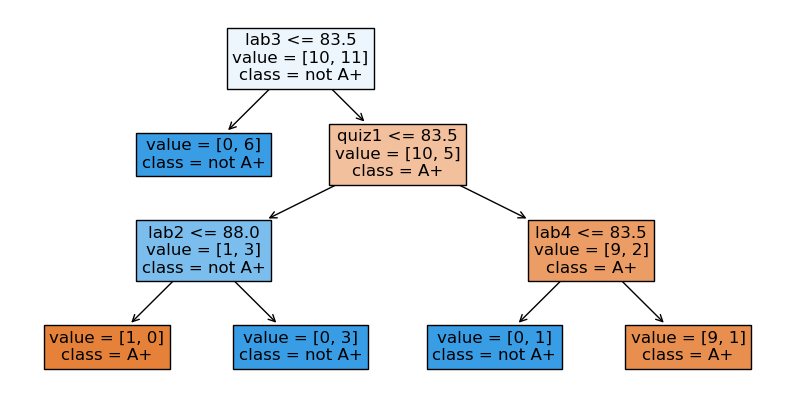 lab3 <= 83.5
value = [10, 11]
class = not A+
value = [0, 6]
class = not A+
quiz1 <= 83.5
value = [10, 5]
class = A+
lab2 <= 88.0
value = [1, 3]
class = not A+
lab4 <= 83.5
value = [9, 2]
class = A+
value = [1, 0]
class = A+
value = [0, 3]
class = not A+
value = [0, 1]
class = not A+
value = [9, 1]
class = A+